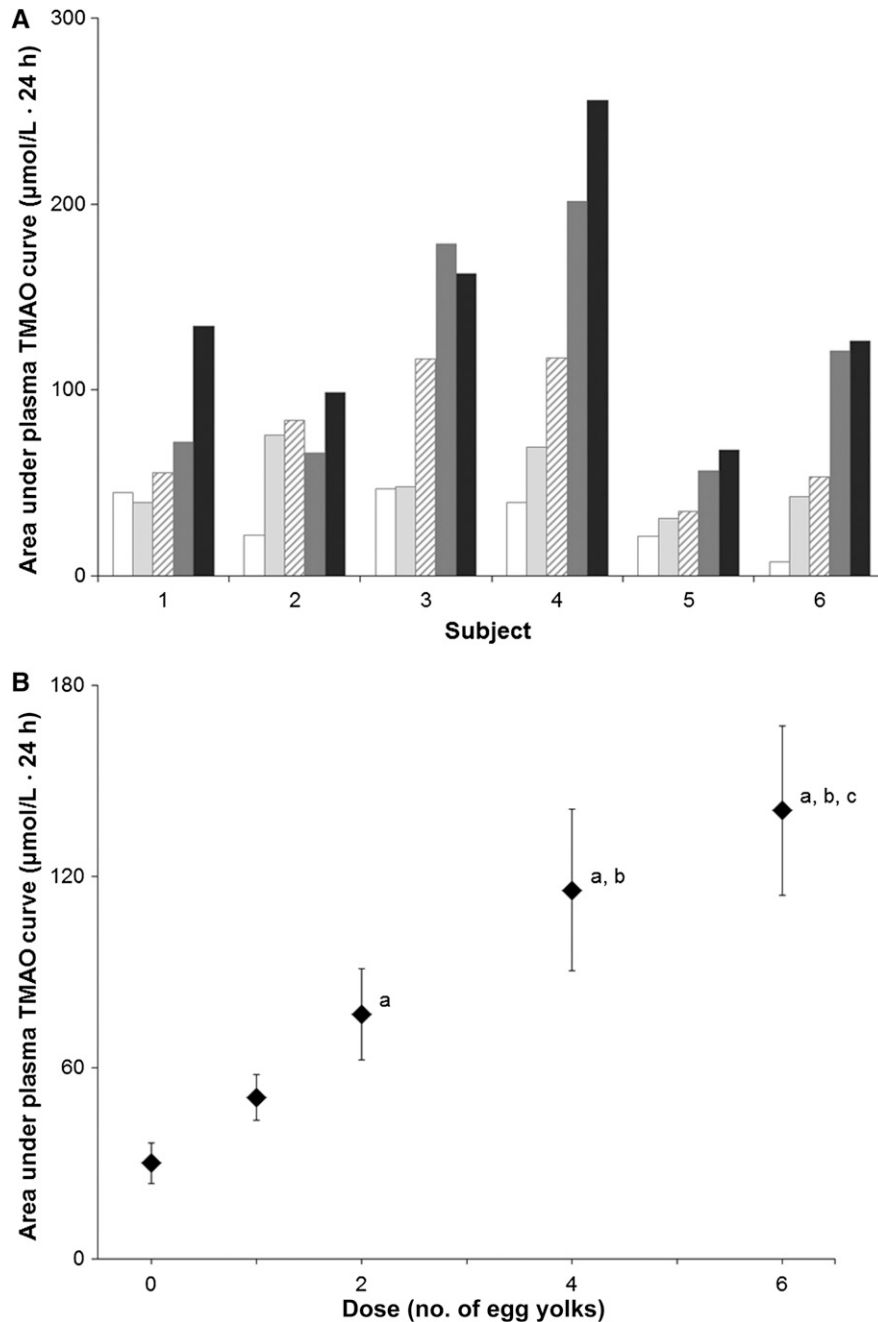 A
Area under plasma TMAO curve (μmol/L · 24 h)
300
200
100
0
1 2 3 4 5 6
Subject
B
Area under plasma TMAO curve (μmol/L · 24 h)
180
120
60
0
a
a, b
a, b, c
0 2 4 6
Dose (no. of egg yolks)